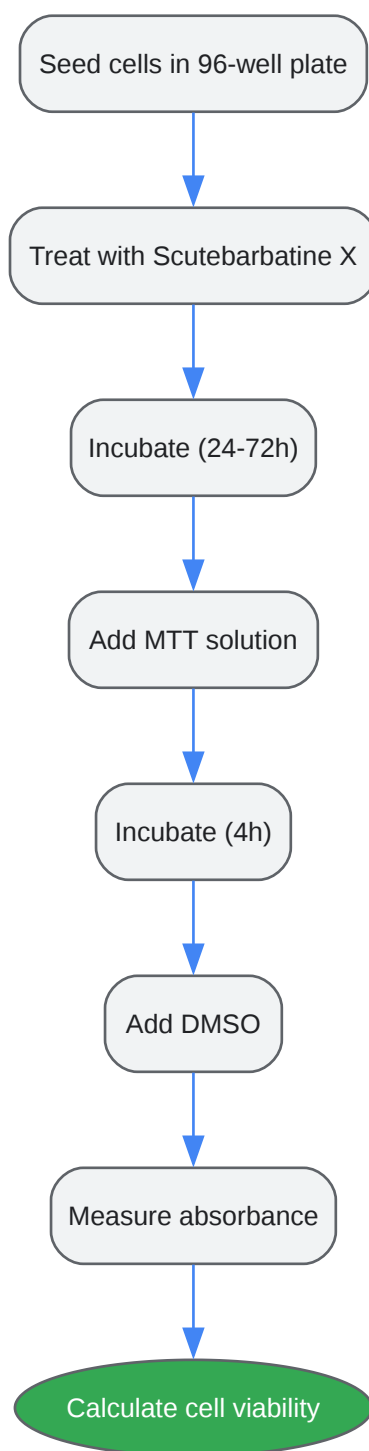 Seed cells in 96-well plate
Treat with Scutebarbatine X
Incubate (24-72h)
Add MTT solution
Incubate (4h)
Add DMSO
Measure absorbance
Calculate cell viability